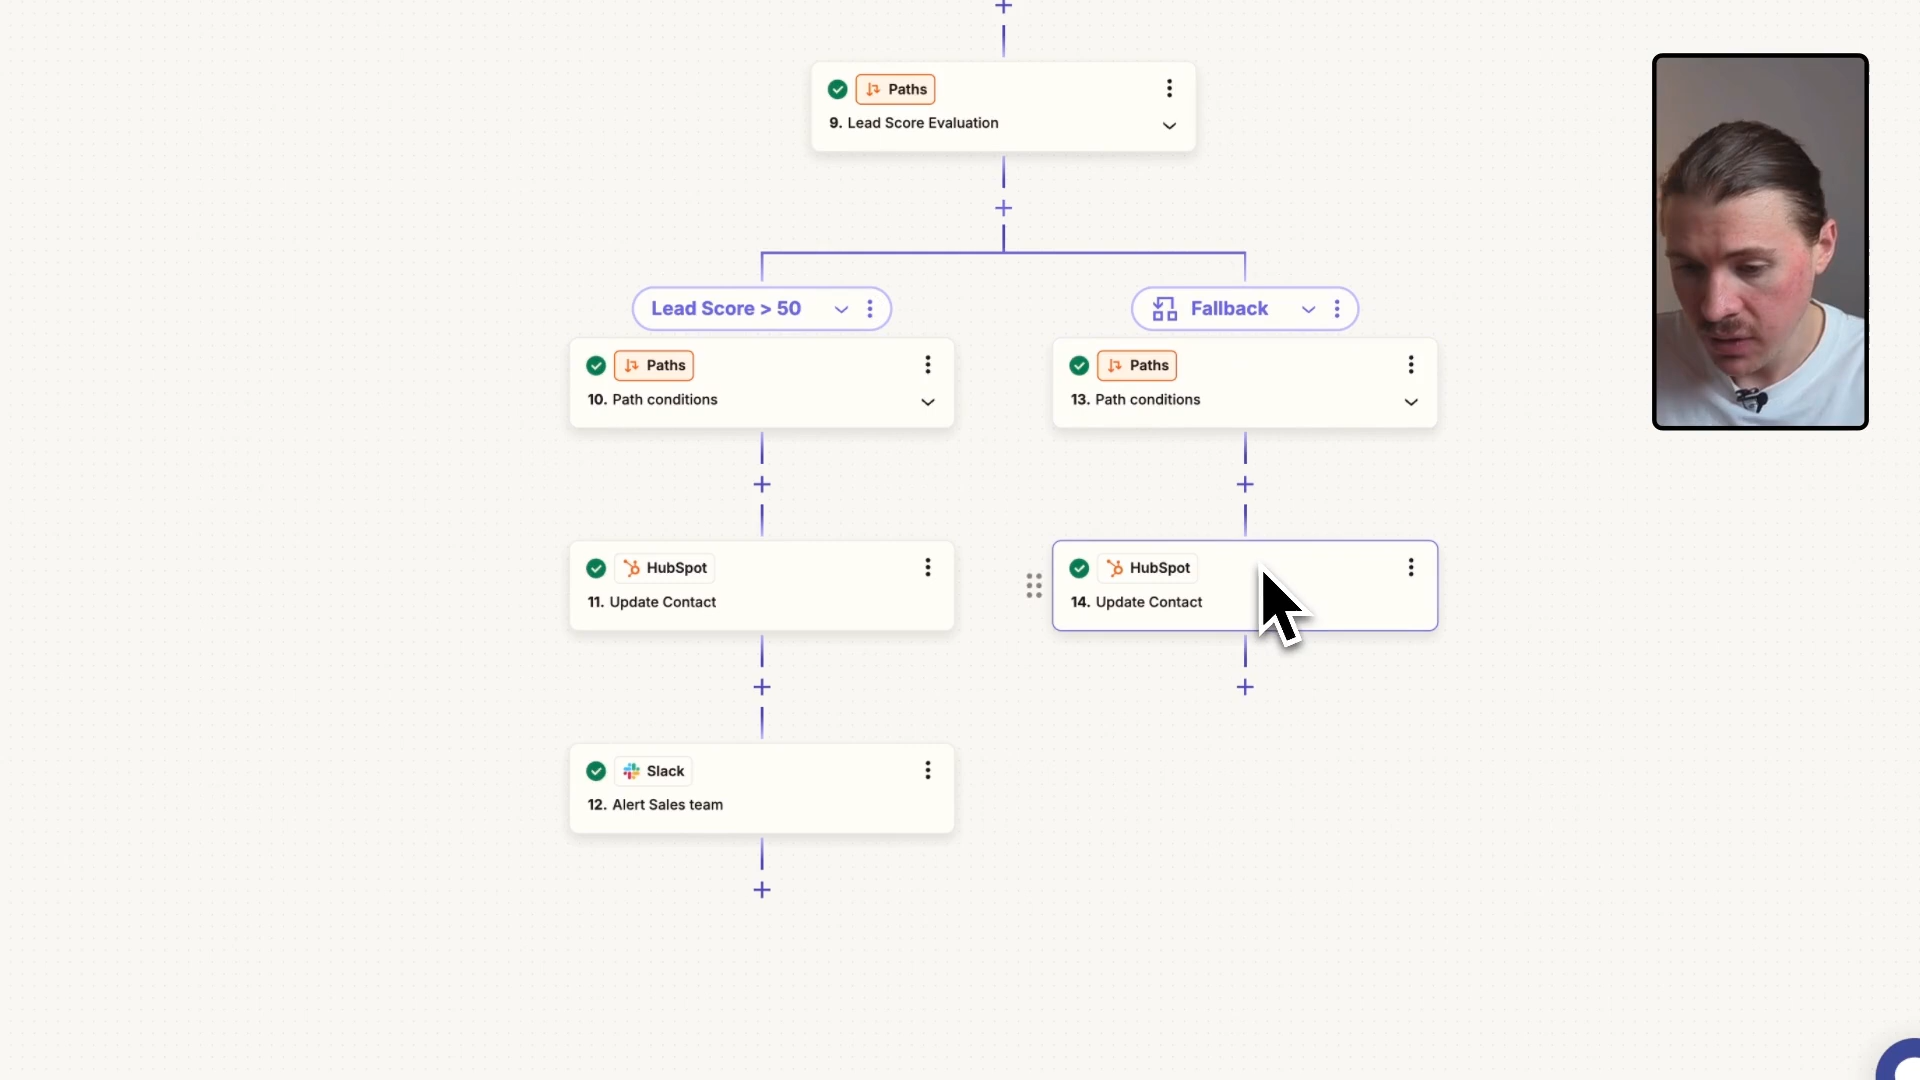 Paths
9. Lead Score Evaluation
Lead Score > 50
Fallback
Paths
10. Path conditions
Paths
13. Path conditions
HubSpot
11. Update Contact
HubSpot
14. Update Contact
Slack
12. Alert Sales team